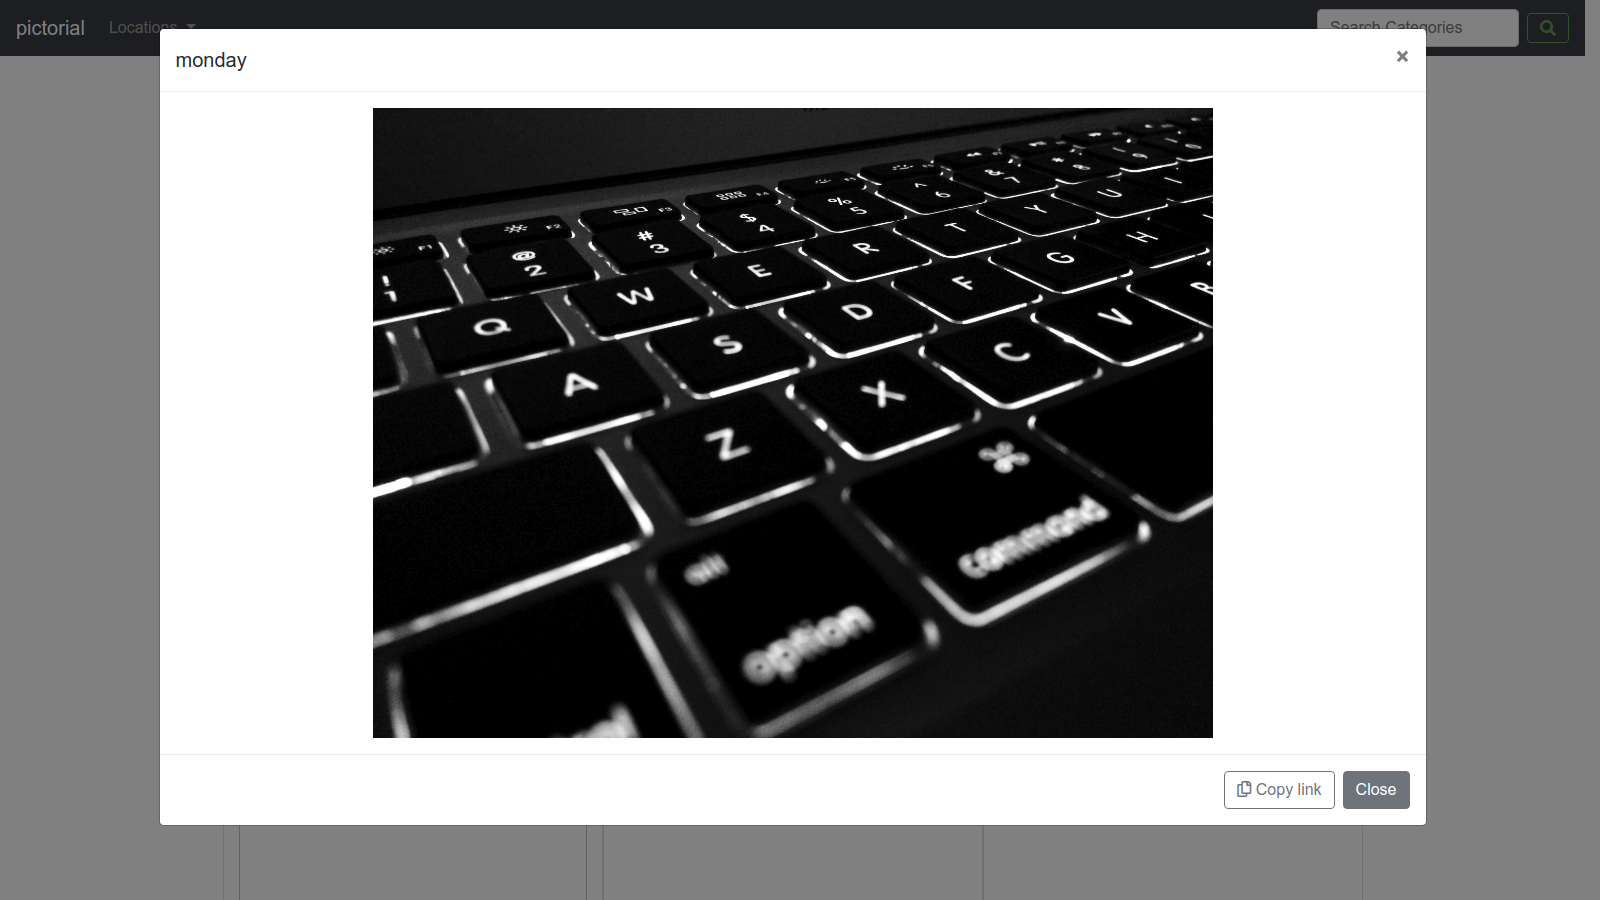 pictorial
Locations
Search Categories
monday
×
F1
F2
F3
F4
F5
!
1
@
2
#
3
$
4
%
5
^
6
&
7
*
8
Q
W
E
R
T
Y
U
I
A
S
D
F
G
H
Z
X
C
V
B
⌘
command
alt
option
Copy link
Close